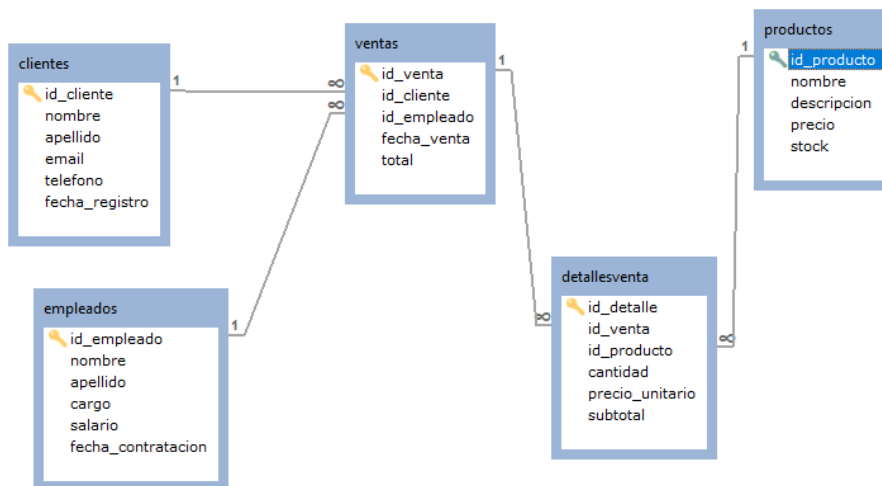 clientes
id_cliente
nombre
apellido
email
telefono
fecha_registro
1
∞
∞
ventas
id_venta
id_cliente
id_empleado
fecha_venta
total
1
productos
id_producto
nombre
descripcion
precio
stock
1
empleados
id_empleado
nombre
apellido
cargo
salario
fecha_contratacion
1
detallesventa
id_detalle
id_venta
id_producto
cantidad
precio_unitario
subtotal
∞
∞